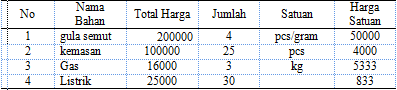 No Nama Bahan Total Harga Jumlah Satuan Harga Satuan
1 gula semut 200000 4 pcs/gram 50000
2 kemasan 100000 25 pcs 4000
3 Gas 16000 3 kg 5333
4 Listrik 25000 30 833